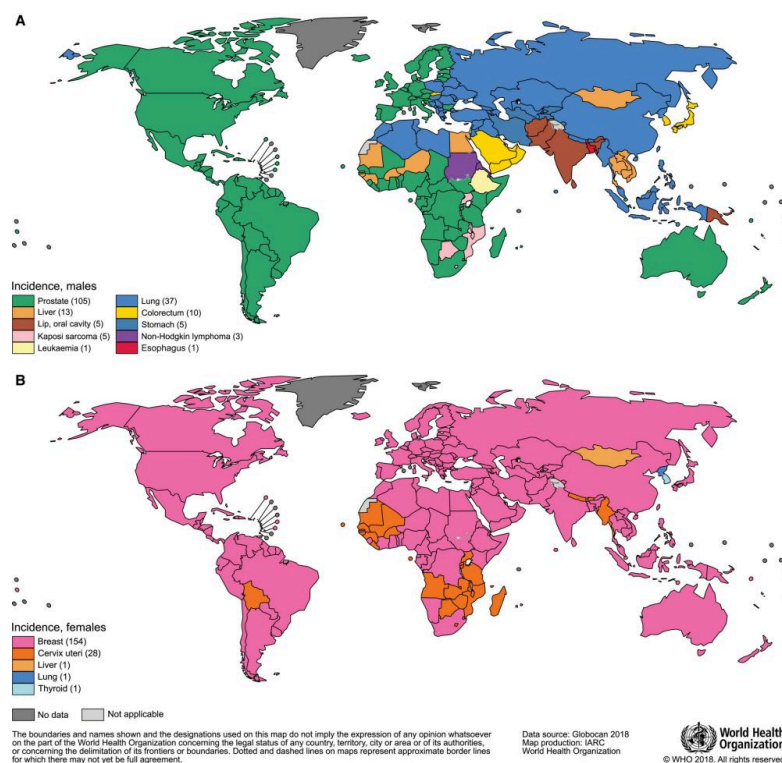 A
Incidence, males
Prostate (105)
Lung (37)
Liver (13)
Colorectum (10)
Lip, oral cavity (5)
Stomach (5)
Kaposi sarcoma (5)
Non-Hodgkin lymphoma (3)
Leukaemia (1)
Esophagus (1)
B
Incidence, females
Breast (154)
Cervix uteri (28)
Liver (1)
Lung (1)
Thyroid (1)
No data
Not applicable
The boundaries and names shown and the designations used on this map do not imply the expression of any opinion whatsoever
on the part of the World Health Organization concerning the legal status of any country, territory, city or area or of its authorities,
or concerning the delimitation of its frontiers or boundaries. Dotted and dashed lines on maps represent approximate border lines
for which there may not yet be full agreement.
Data source: Globocan 2018
Map production: IARC
World Health Organization
World Health
Organization
© WHO 2018. All rights reserved